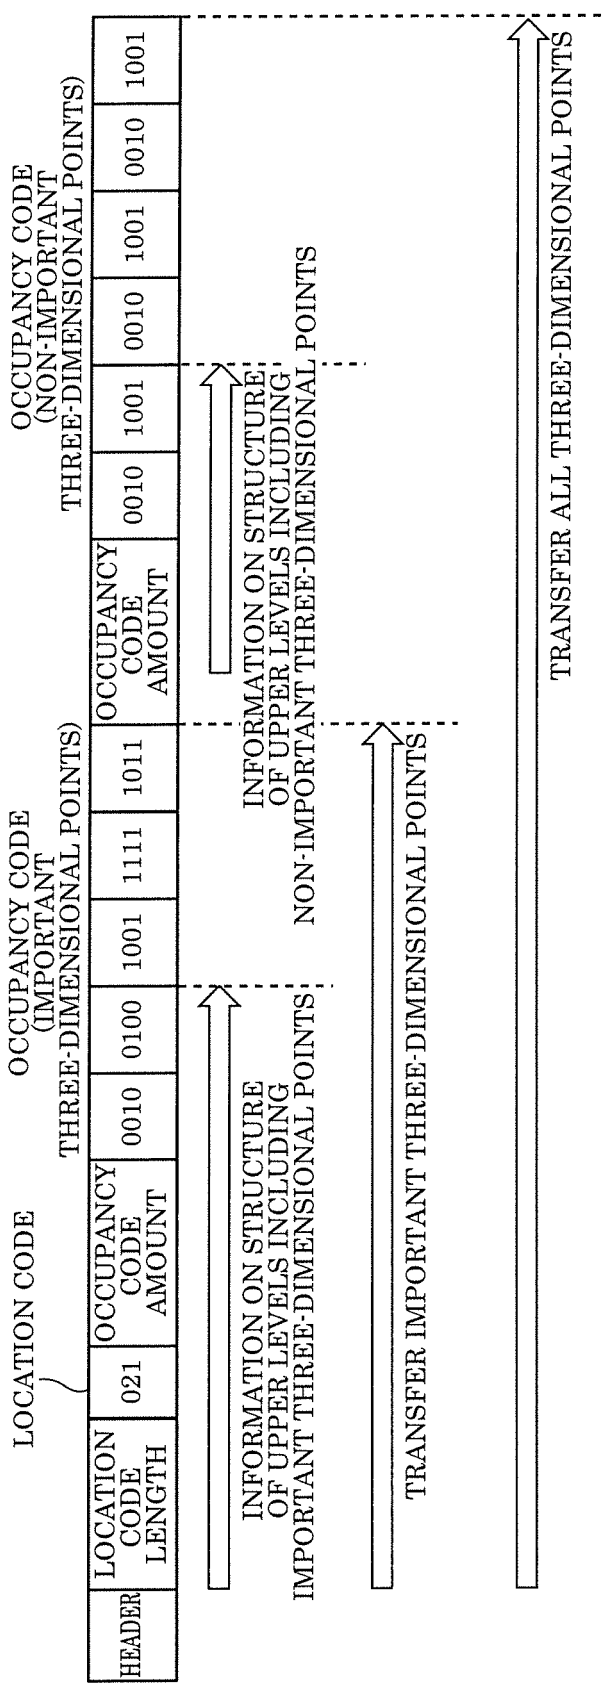 LOCATION CODE
OCCUPANCY CODE
(IMPORTANT
THREE-DIMENSIONAL POINTS)
OCCUPANCY CODE
(NON-IMPORTANT
THREE-DIMENSIONAL POINTS)
HEADER
LOCATION
CODE
LENGTH
021
OCCUPANCY
CODE
AMOUNT
0010
0100
1001
1111
1011
OCCUPANCY
CODE
AMOUNT
0010
1001
0010
1001
0010
1001
INFORMATION ON STRUCTURE
OF UPPER LEVELS INCLUDING
IMPORTANT THREE-DIMENSIONAL POINTS
INFORMATION ON STRUCTURE
OF UPPER LEVELS INCLUDING
NON-IMPORTANT THREE-DIMENSIONAL POINTS
TRANSFER IMPORTANT THREE-DIMENSIONAL POINTS
TRANSFER ALL THREE-DIMENSIONAL POINTS